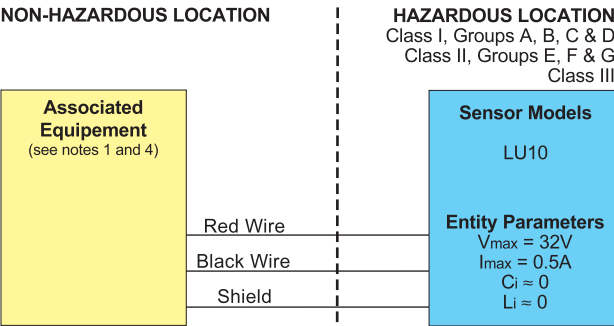 NON-HAZARDOUS LOCATION
HAZARDOUS LOCATION
Class I, Groups A, B, C & D
Class II, Groups E, F & G
Class III
Associated
Equipement
(see notes 1 and 4)
Red Wire
Black Wire
Shield
Sensor Models
LU10
Entity Parameters
Vmax = 32V
Imax = 0.5A
Ci ≈ 0
Li ≈ 0